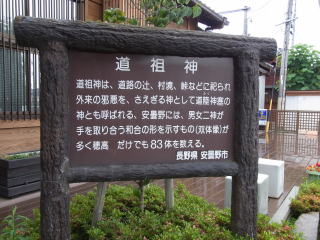 道祖神
道祖神は、道路の辻、村境、峠などに祀られ
外来の邪悪を、さえぎる神として道陸神塞の
神とも呼ばれる、安曇野には、男女二神が
手を取り合う和合の形を示すもの(双体像)が
多く穂高 だけでも83体を数える。
長野県 安曇野市